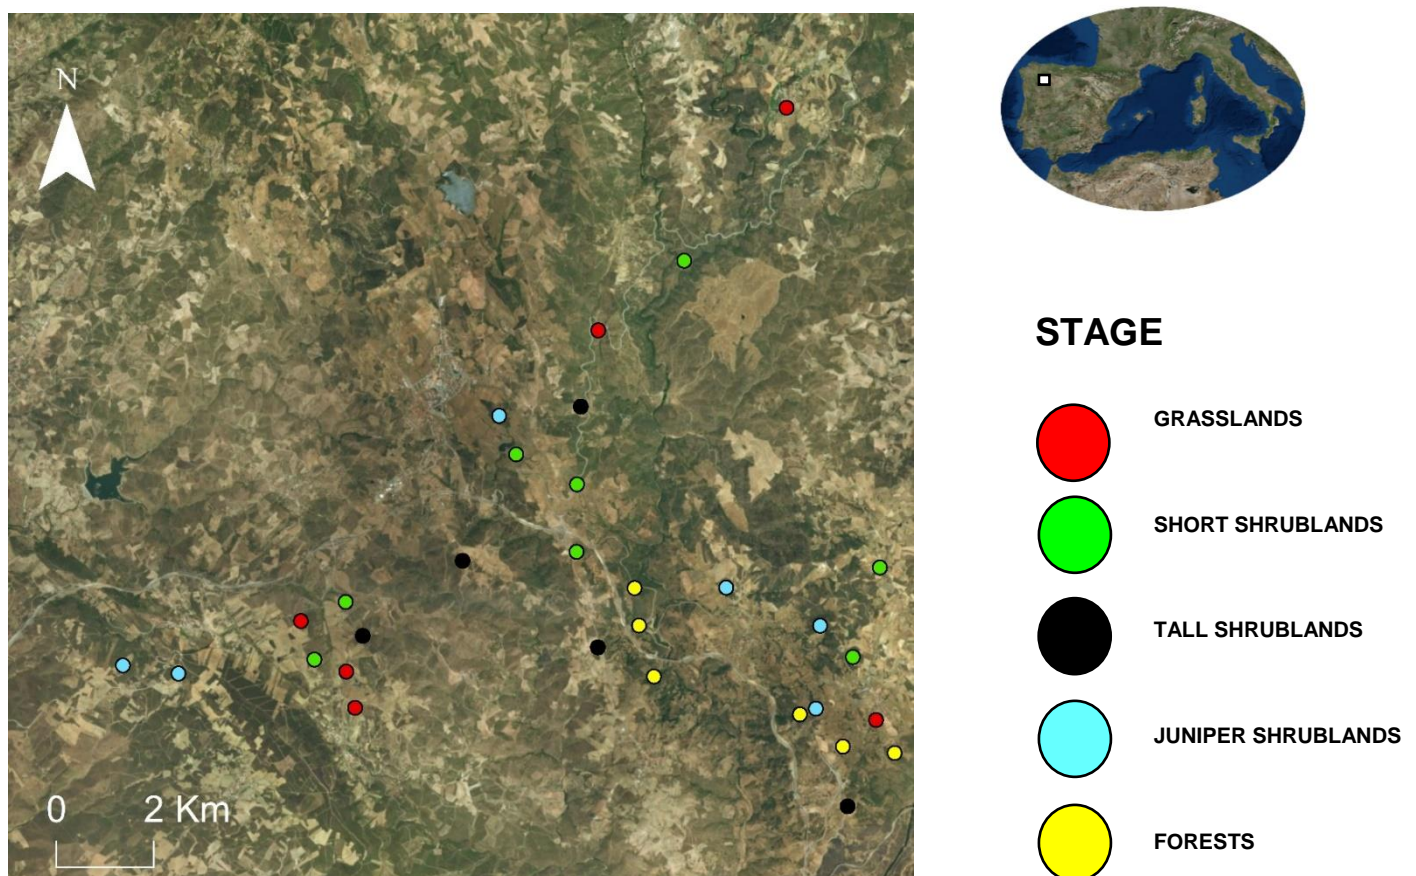 N
0 2 Km
STAGE
GRASSLANDS
SHORT SHRUBLANDS
TALL SHRUBLANDS
JUNIPER SHRUBLANDS
FORESTS